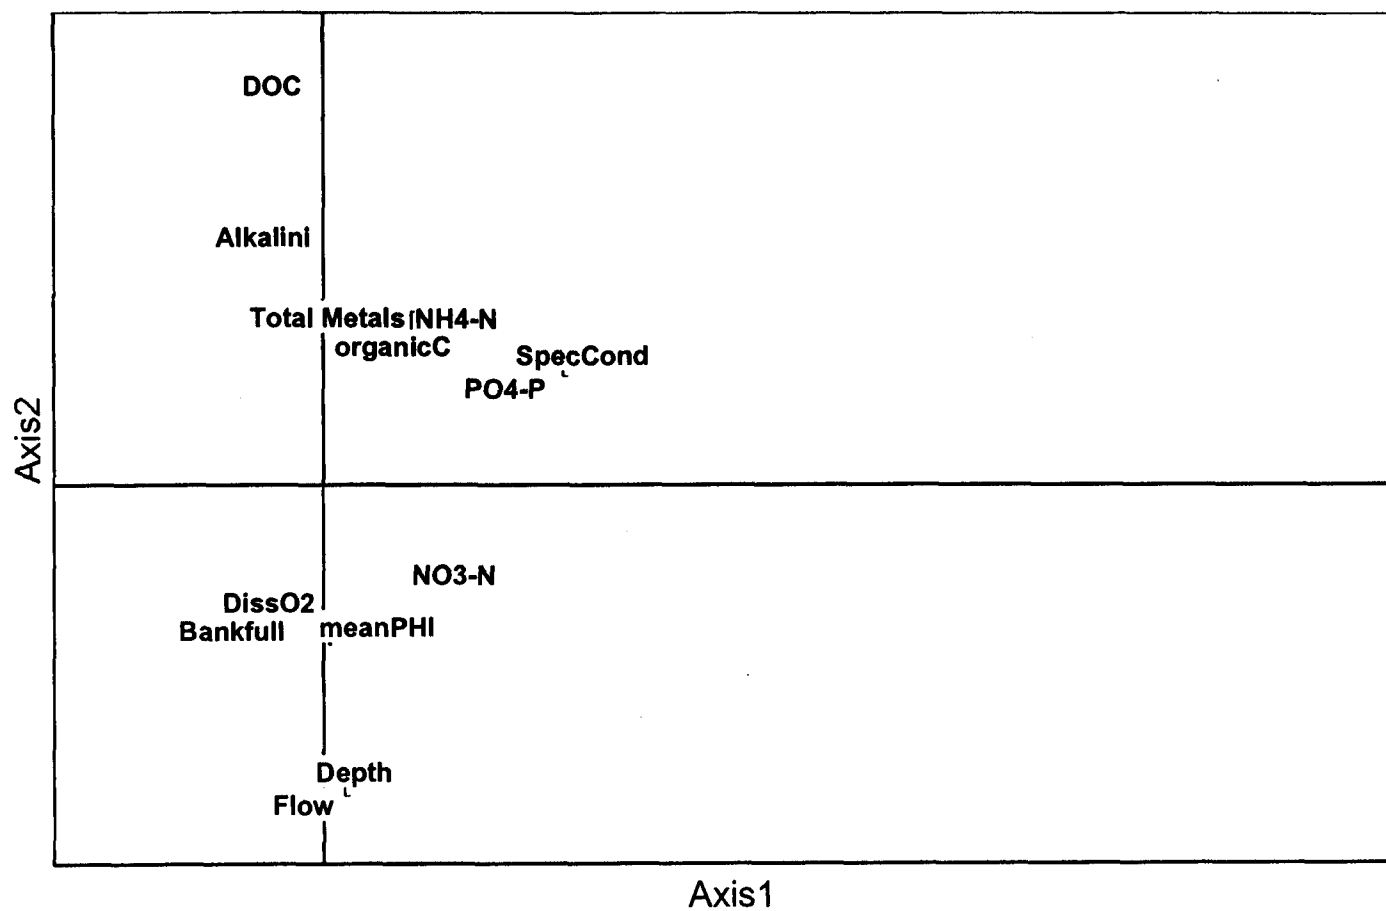 DOC
Alkalini
Total Metals NH4-N
organicC
SpecCond
PO4-P
Axis2
NO3-N
DissO2
Bankfull meanPHI
Depth
Flow
Axis1